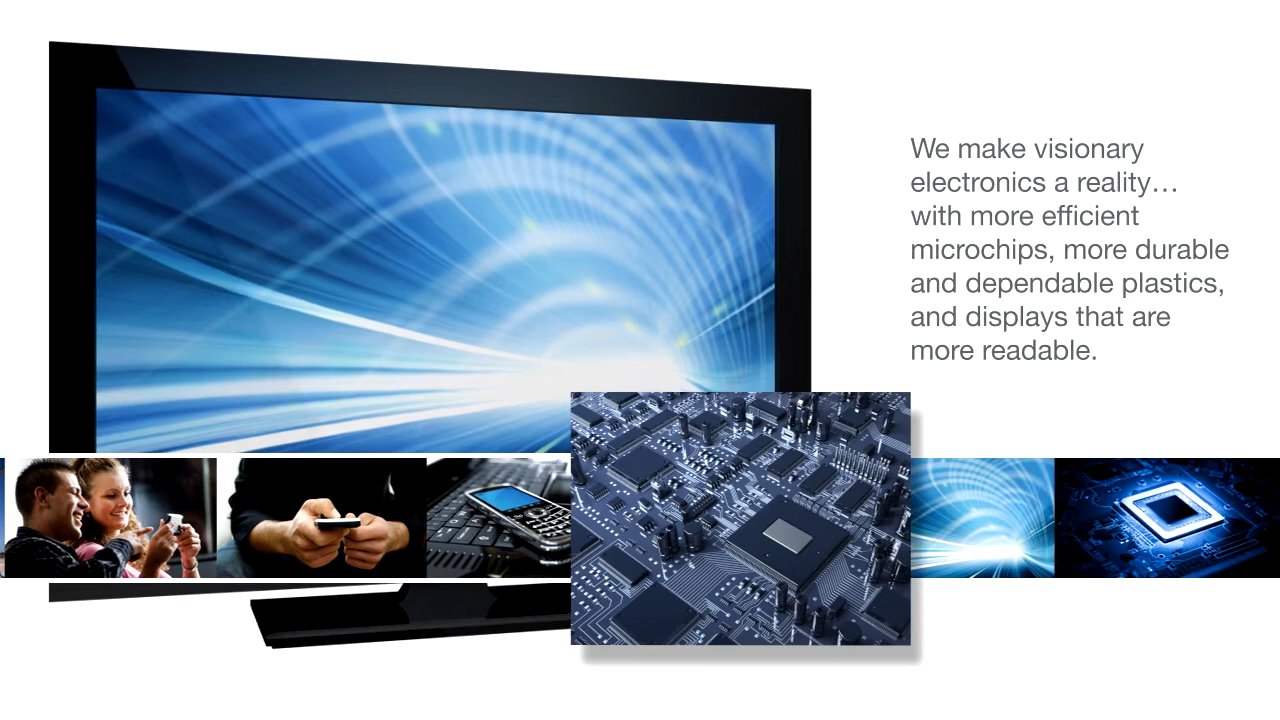 We make visionary
electronics a reality…
with more efficient
microchips, more durable
and dependable plastics,
and displays that are
more readable.